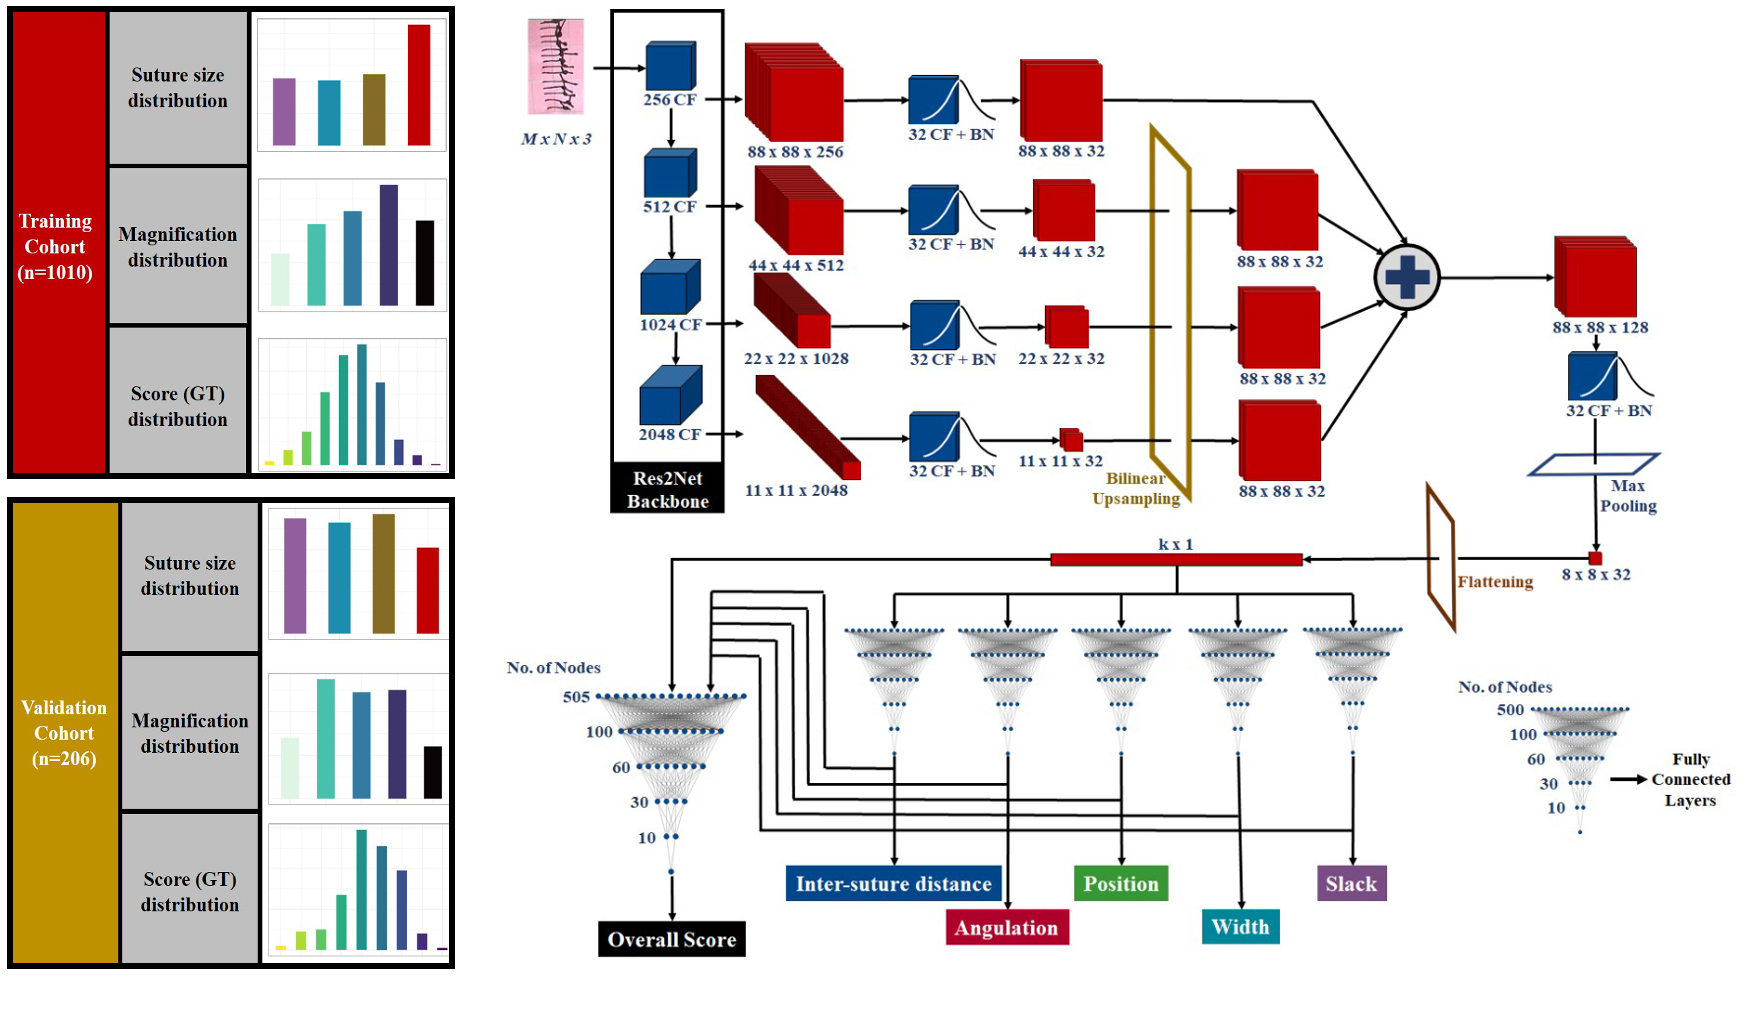 Training
Cohort
(n=1010)
Suture size
distribution
Magnification
distribution
Score (GT)
distribution
Validation
Cohort
(n=206)
Suture size
distribution
Magnification
distribution
Score (GT)
distribution
M x N x 3
256 CF
512 CF
1024 CF
2048 CF
Res2Net
Backbone
88 x 88 x 256
32 CF + BN
88 x 88 x 32
44 x 44 x 512
32 CF + BN
44 x 44 x 32
88 x 88 x 32
22 x 22 x 1028
32 CF + BN
22 x 22 x 32
88 x 88 x 32
11 x 11 x 2048
32 CF + BN
11 x 11 x 32
88 x 88 x 32
Bilinear
Upsampling
88 x 88 x 128
32 CF + BN
Max
Pooling
8 x 8 x 32
Flattening
k x 1
No. of Nodes
505
100
60
30
10
Overall Score
Inter-suture distance
Angulation
Position
Width
Slack
No. of Nodes
500
100
60
30
10
Fully
Connected
Layers